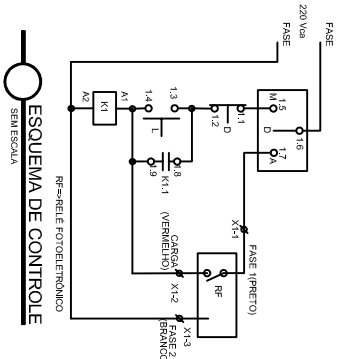 220 Vca
FASE
FASE
A2
K1
A1
1.4
1.3
L
1.2
1.1
D
M
1.5
D
1.6
1.7
A
1.9
K1.1
1.8
X1-1
FASE 1(PRETO)
CARGA
(VERMELHO)
X1-2
RF
X1-3
FASE 2
(BRANCO
RF=>RELÉ FOTOELETRÔNICO
ESQUEMA DE CONTROLE
SEM ESCALA